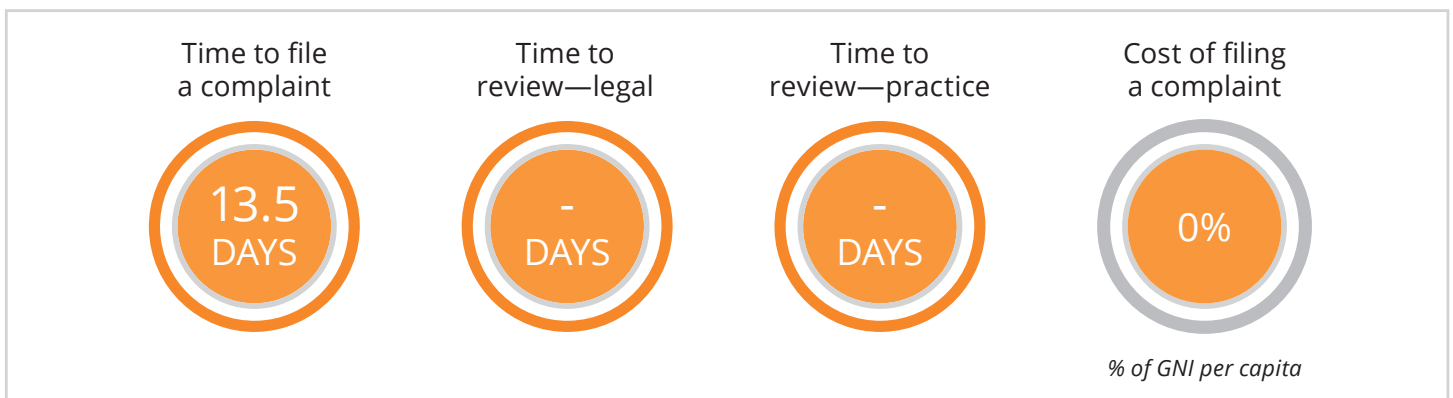 Time to file
a complaint
Time to
review—legal
Time to
review—practice
Cost of filing
a complaint
13.5
DAYS
-
DAYS
-
DAYS
0%
% of GNI per capita